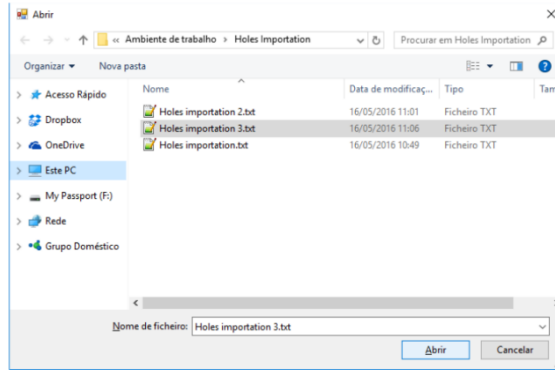 Abrir
« Ambiente de trabalho > Holes Importation
Procurar em Holes Importation
Organizar
Nova pasta
Nome
Data de modificaç...
Tipo
Tam
Acesso Rápido
Dropbox
OneDrive
Este PC
My Passport (F:)
Rede
Grupo Doméstico
Holes importation 2.txt 16/05/2016 11:01 Ficheiro TXT
Holes importation 3.txt 16/05/2016 11:06 Ficheiro TXT
Holes importation.txt 16/05/2016 10:49 Ficheiro TXT
Nome de ficheiro: Holes importation 3.txt
Abrir
Cancelar